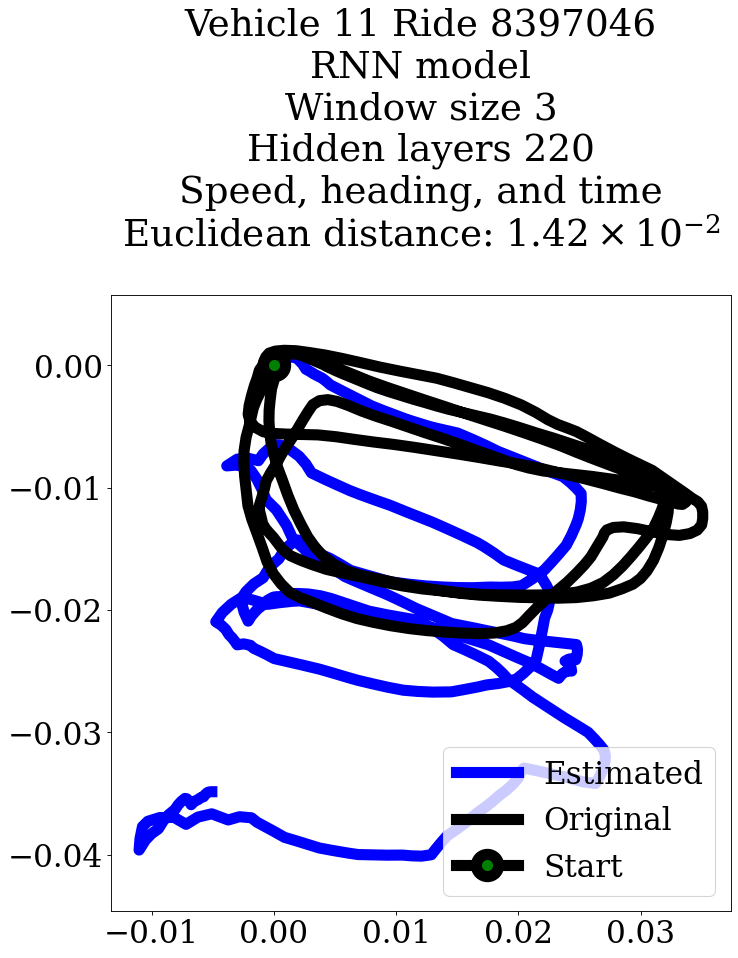 Vehicle 11 Ride 8397046
RNN model
Window size 3
Hidden layers 220
Speed, heading, and time
Euclidean distance: 1.42 × 10⁻²
0.00
−0.01
−0.02
−0.03
−0.04
Estimated
Original
Start
−0.01 0.00 0.01 0.02 0.03